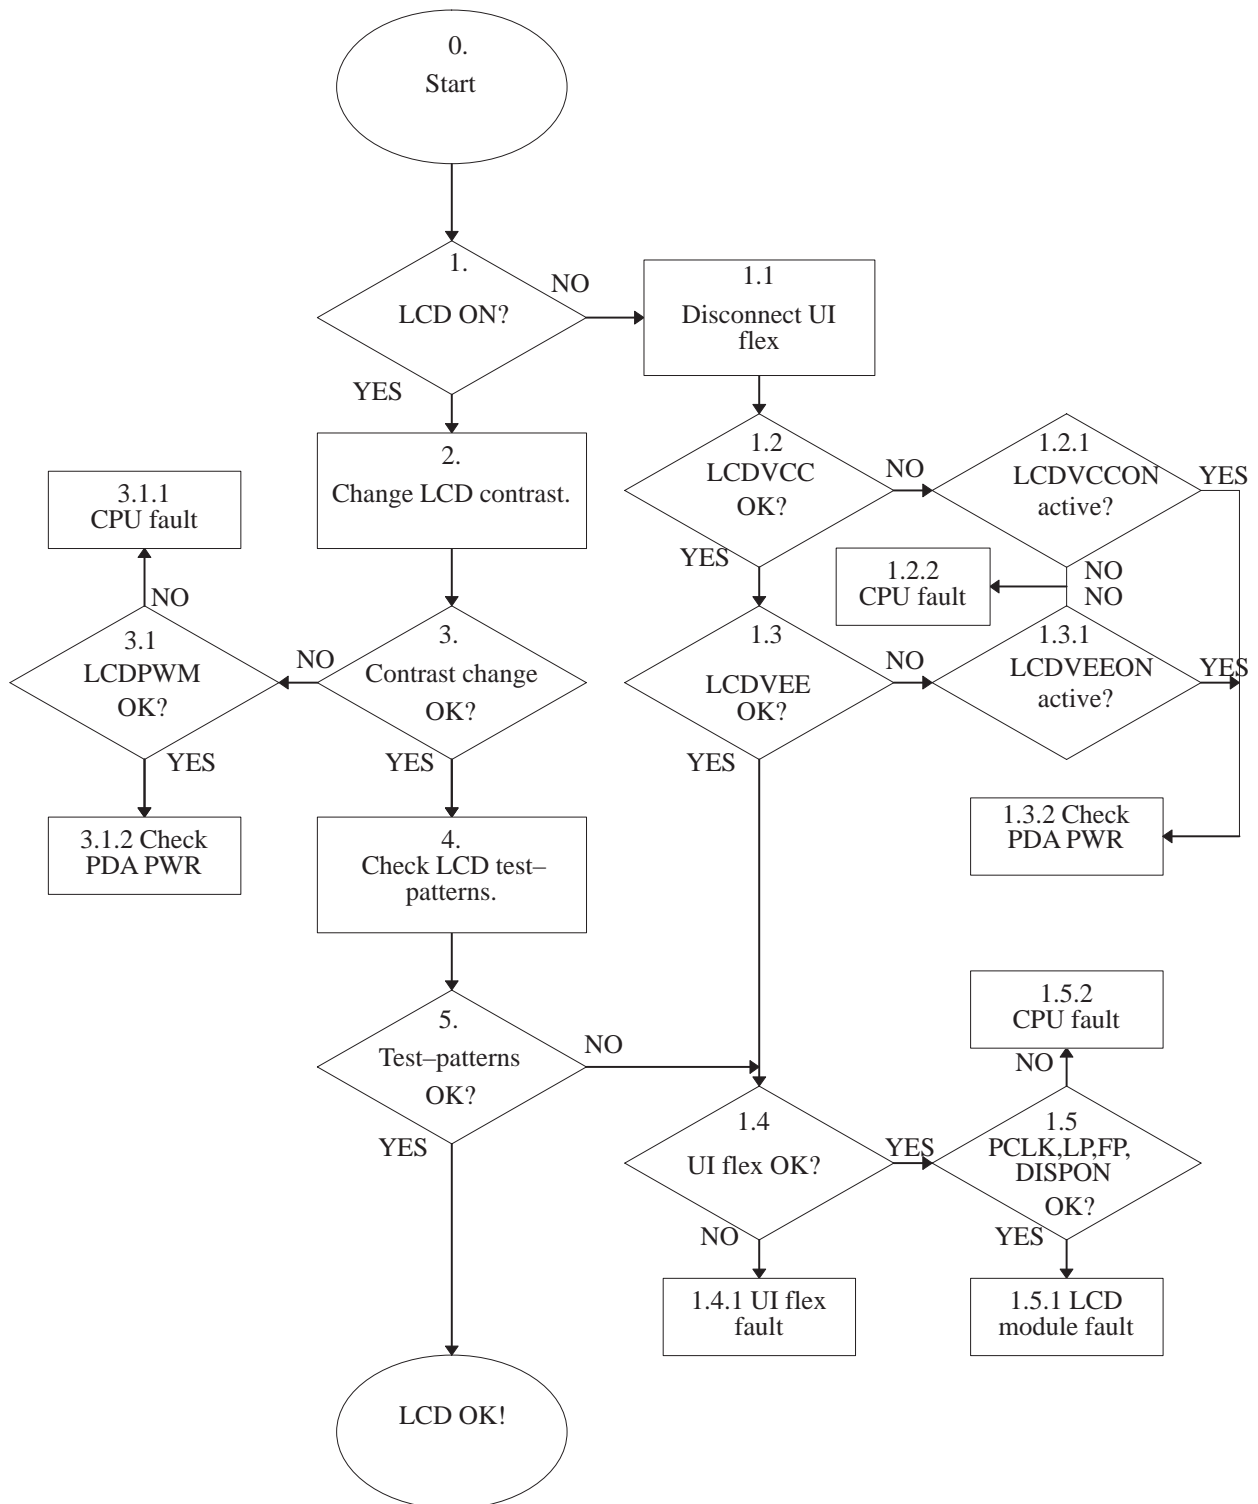 0.
Start
1.
LCD ON?
NO
YES
1.1
Disconnect UI
flex
2.
Change LCD contrast.
1.2
LCDVCC
OK?
NO
YES
1.2.1
LCDVCCON
active?
YES
NO
1.2.2
CPU fault
3.1.1
CPU fault
NO
3.1
LCDPWM
OK?
YES
NO
3.
Contrast change
OK?
YES
1.3
LCDVEE
OK?
NO
YES
NO
1.3.1
LCDVEEON
active?
YES
3.1.2 Check
PDA PWR
4.
Check LCD test–
patterns.
1.3.2 Check
PDA PWR
5.
Test–patterns
OK?
NO
YES
1.5.2
CPU fault
NO
1.4
UI flex OK?
YES
NO
1.5
PCLK,LP,FP,
DISPON
OK?
YES
1.4.1 UI flex
fault
1.5.1 LCD
module fault
LCD OK!